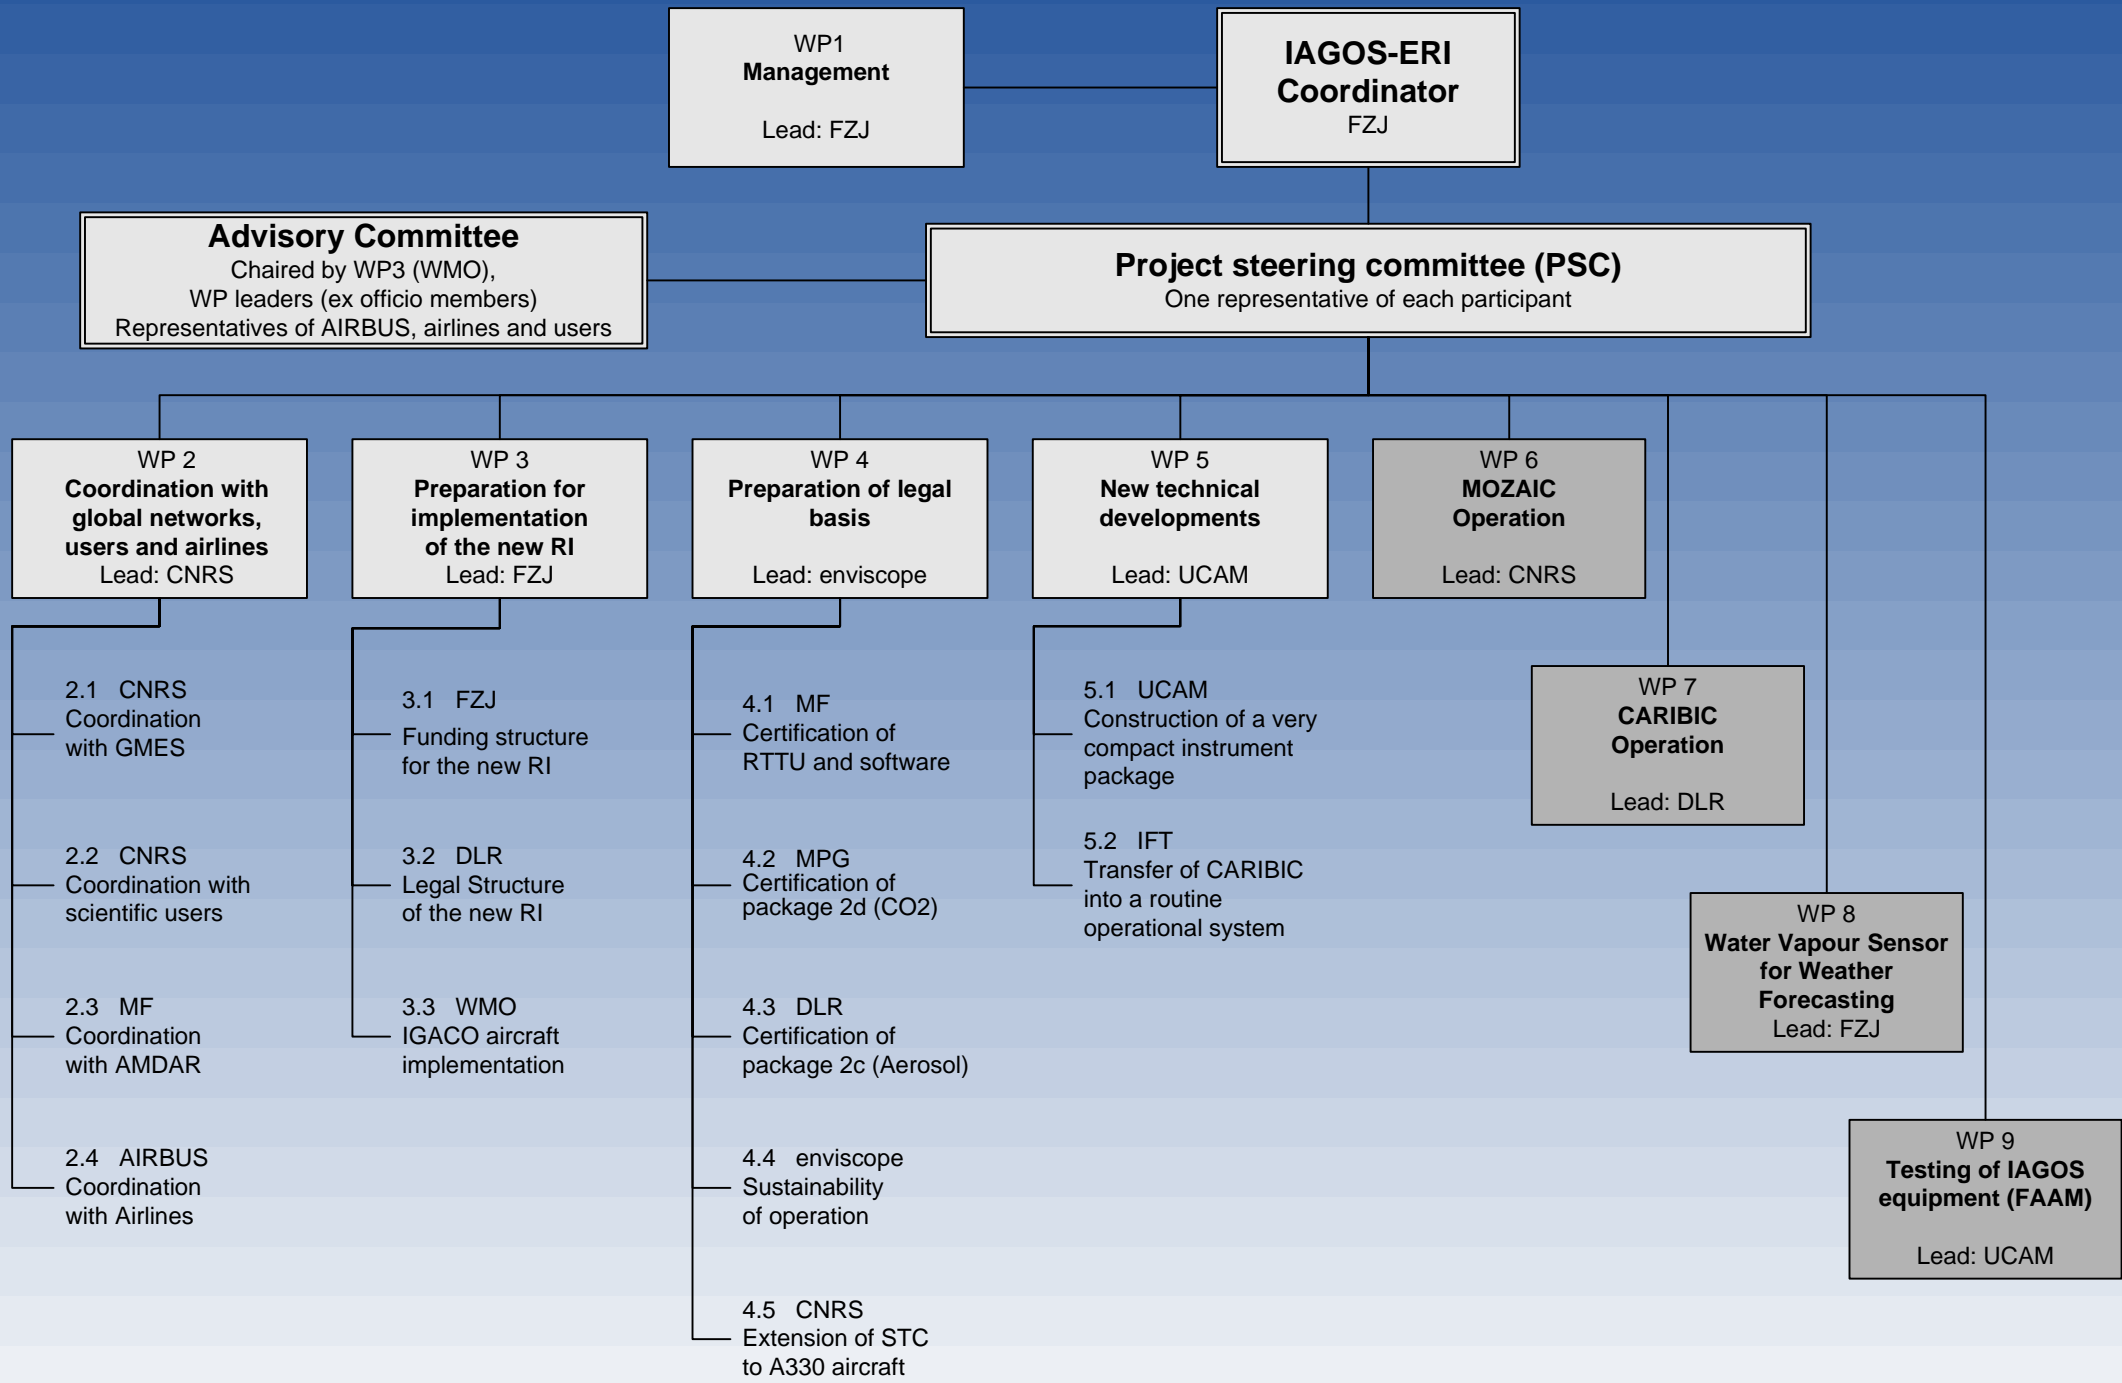 WP1
Management
Lead: FZJ
IAGOS-ERI
Coordinator
FZJ
Advisory Committee
Chaired by WP3 (WMO),
WP leaders (ex officio members)
Representatives of AIRBUS, airlines and users
Project steering committee (PSC)
One representative of each participant
WP 2
Coordination with
global networks,
users and airlines
Lead: CNRS
WP 3
Preparation for
implementation
of the new RI
Lead: FZJ
WP 4
Preparation of legal
basis
Lead: enviscope
WP 5
New technical
developments
Lead: UCAM
WP 6
MOZAIC
Operation
Lead: CNRS
WP 7
CARIBIC
Operation
Lead: DLR
WP 8
Water Vapour Sensor
for Weather
Forecasting
Lead: FZJ
WP 9
Testing of IAGOS
equipment (FAAM)
Lead: UCAM
2.1 CNRS
Coordination
with GMES
2.2 CNRS
Coordination with
scientific users
2.3 MF
Coordination
with AMDAR
2.4 AIRBUS
Coordination
with Airlines
3.1 FZJ
Funding structure
for the new RI
3.2 DLR
Legal Structure
of the new RI
3.3 WMO
IGACO aircraft
implementation
4.1 MF
Certification of
RTTU and software
4.2 MPG
Certification of
package 2d (CO2)
4.3 DLR
Certification of
package 2c (Aerosol)
4.4 enviscope
Sustainability
of operation
4.5 CNRS
Extension of STC
to A330 aircraft
5.1 UCAM
Construction of a very
compact instrument
package
5.2 IFT
Transfer of CARIBIC
into a routine
operational system